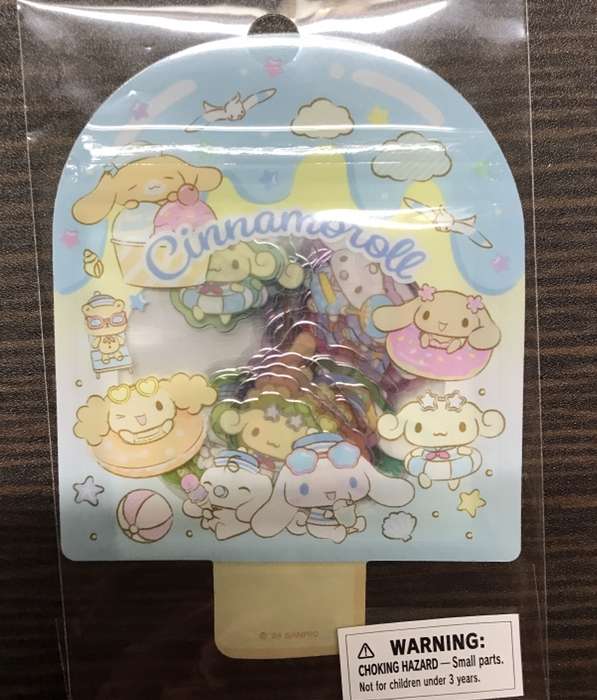 Cinnamoroll
© '24 SANRIO
⚠ WARNING:
CHOKING HAZARD — Small parts.
Not for children under 3 years.